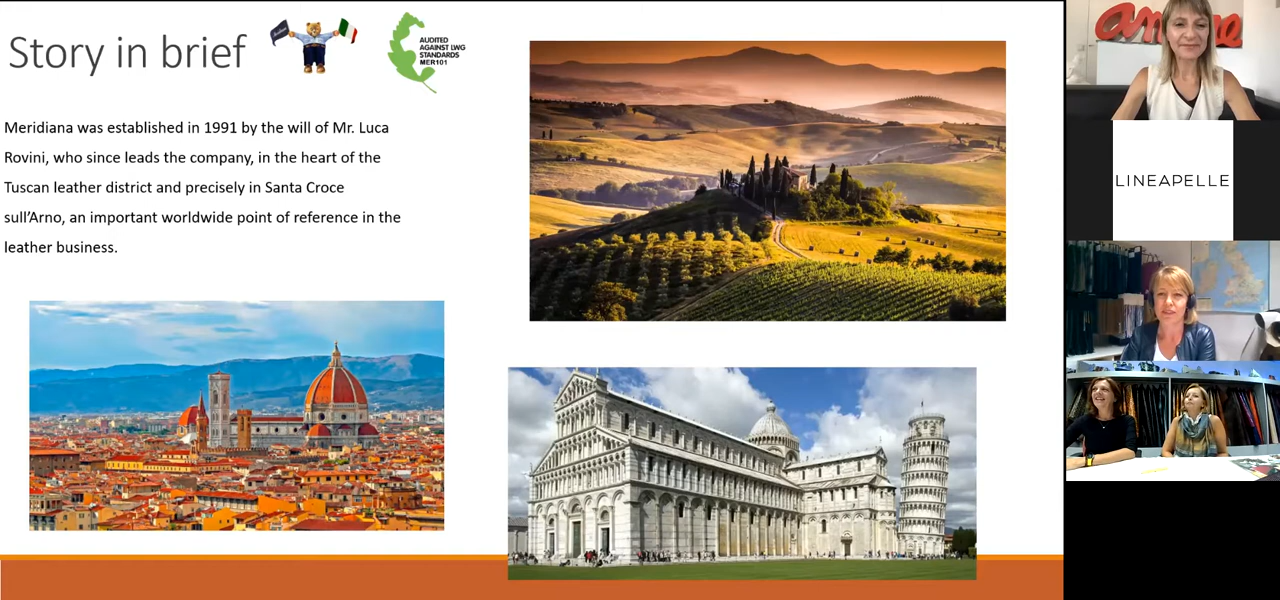 Story in brief
AUDITED
AGAINST LWG
STANDARDS
MER101
Meridiana was established in 1991 by the will of Mr. Luca
Rovini, who since leads the company, in the heart of the
Tuscan leather district and precisely in Santa Croce
sull’Arno, an important worldwide point of reference in the
leather business.
LINEAPELLE